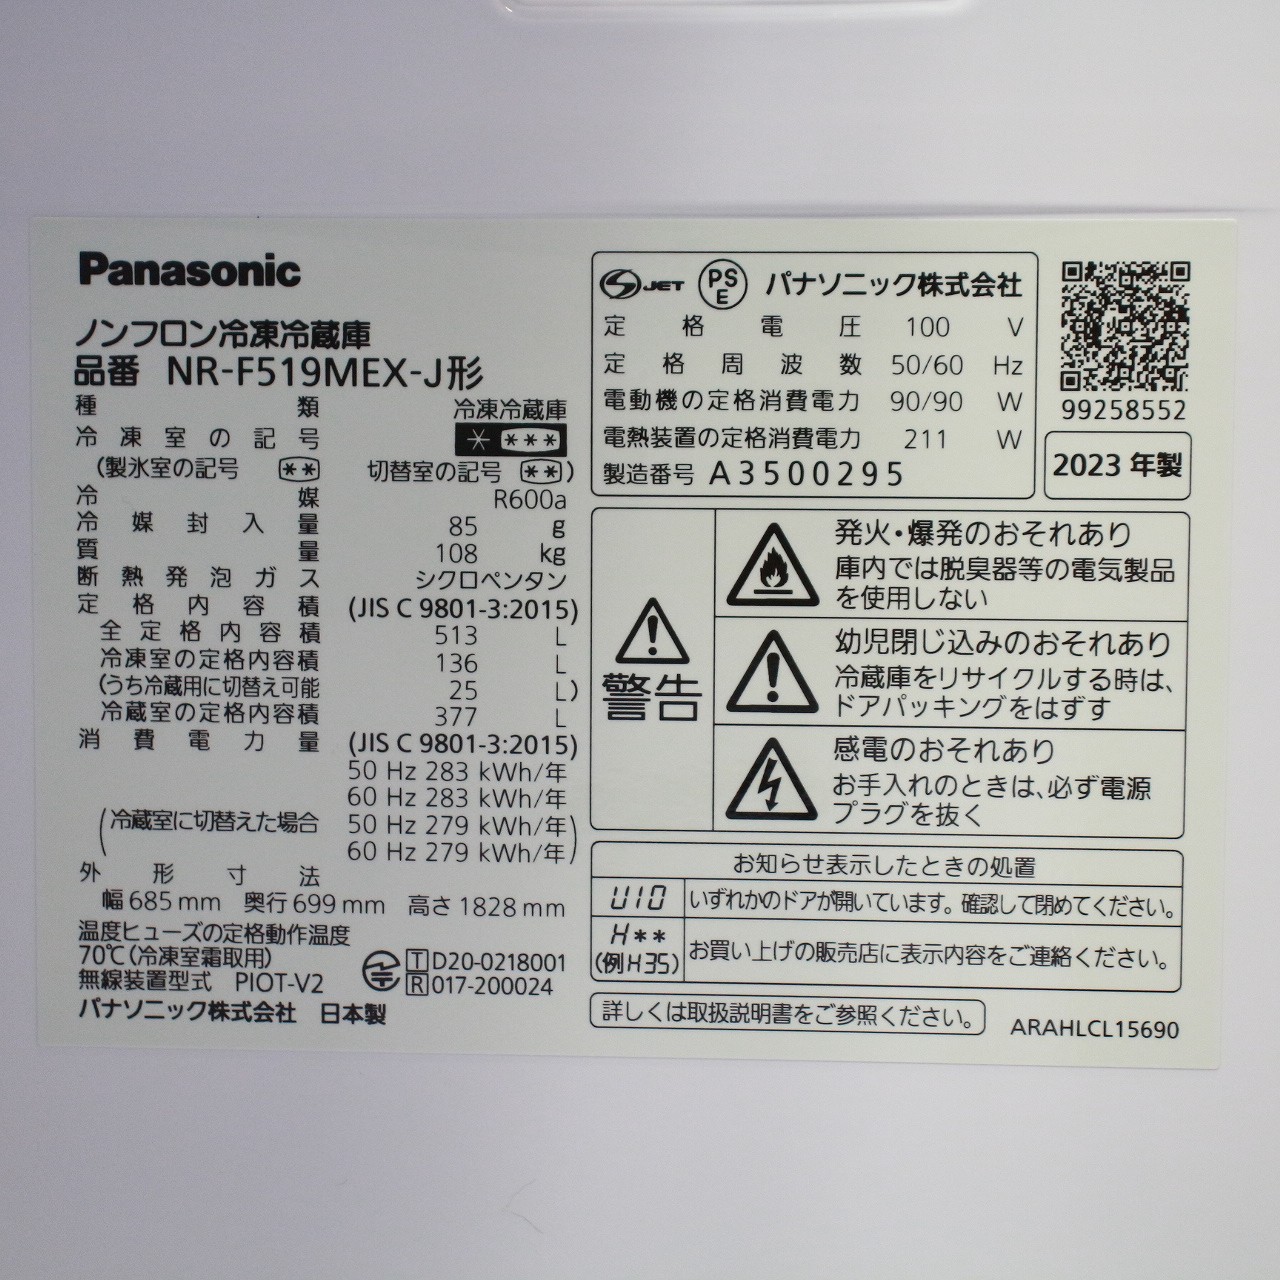 Panasonic
ノンフロン冷凍冷蔵庫
品番 NR-F519MEX-J形
種類 冷凍冷蔵庫
冷凍室の記号 * ***
(製氷室の記号 ** 切替室の記号 **)
冷媒 R600a
冷媒封入量 85 g
質量 108 kg
断熱発泡ガス シクロペンタン
定格内容積 (JIS C 9801-3:2015)
全定格内容積 513 L
冷凍室の定格内容積 136 L
(うち冷蔵用に切替え可能 25 L)
冷蔵室の定格内容積 377 L
消費電力量 (JIS C 9801-3:2015)
50 Hz 283 kWh/年
60 Hz 283 kWh/年
(冷蔵室に切替えた場合 50 Hz 279 kWh/年
60 Hz 279 kWh/年)
外形寸法
幅 685 mm 奥行 699 mm 高さ 1828 mm
温度ヒューズの定格動作温度
70℃(冷凍室霜取用)
無線装置型式 PIOT-V2
T D20-0218001
R 017-200024
パナソニック株式会社 日本製
S JET PS E パナソニック株式会社
定格電圧 100 V
定格周波数 50/60 Hz
電動機の定格消費電力 90/90 W
電熱装置の定格消費電力 211 W
製造番号 A3500295
99258552
2023 年製
警告
発火・爆発のおそれあり
庫内では脱臭器等の電気製品
を使用しない
幼児閉じ込みのおそれあり
冷蔵庫をリサイクルする時は、
ドアパッキングをはずす
感電のおそれあり
お手入れのときは、必ず電源
プラグを抜く
お知らせ表示したときの処置
U10 いずれかのドアが開いています。確認して閉めてください。
H**
(例H35) お買い上げの販売店に表示内容をご連絡ください。
詳しくは取扱説明書をご参照ください。
ARAHLCL15690